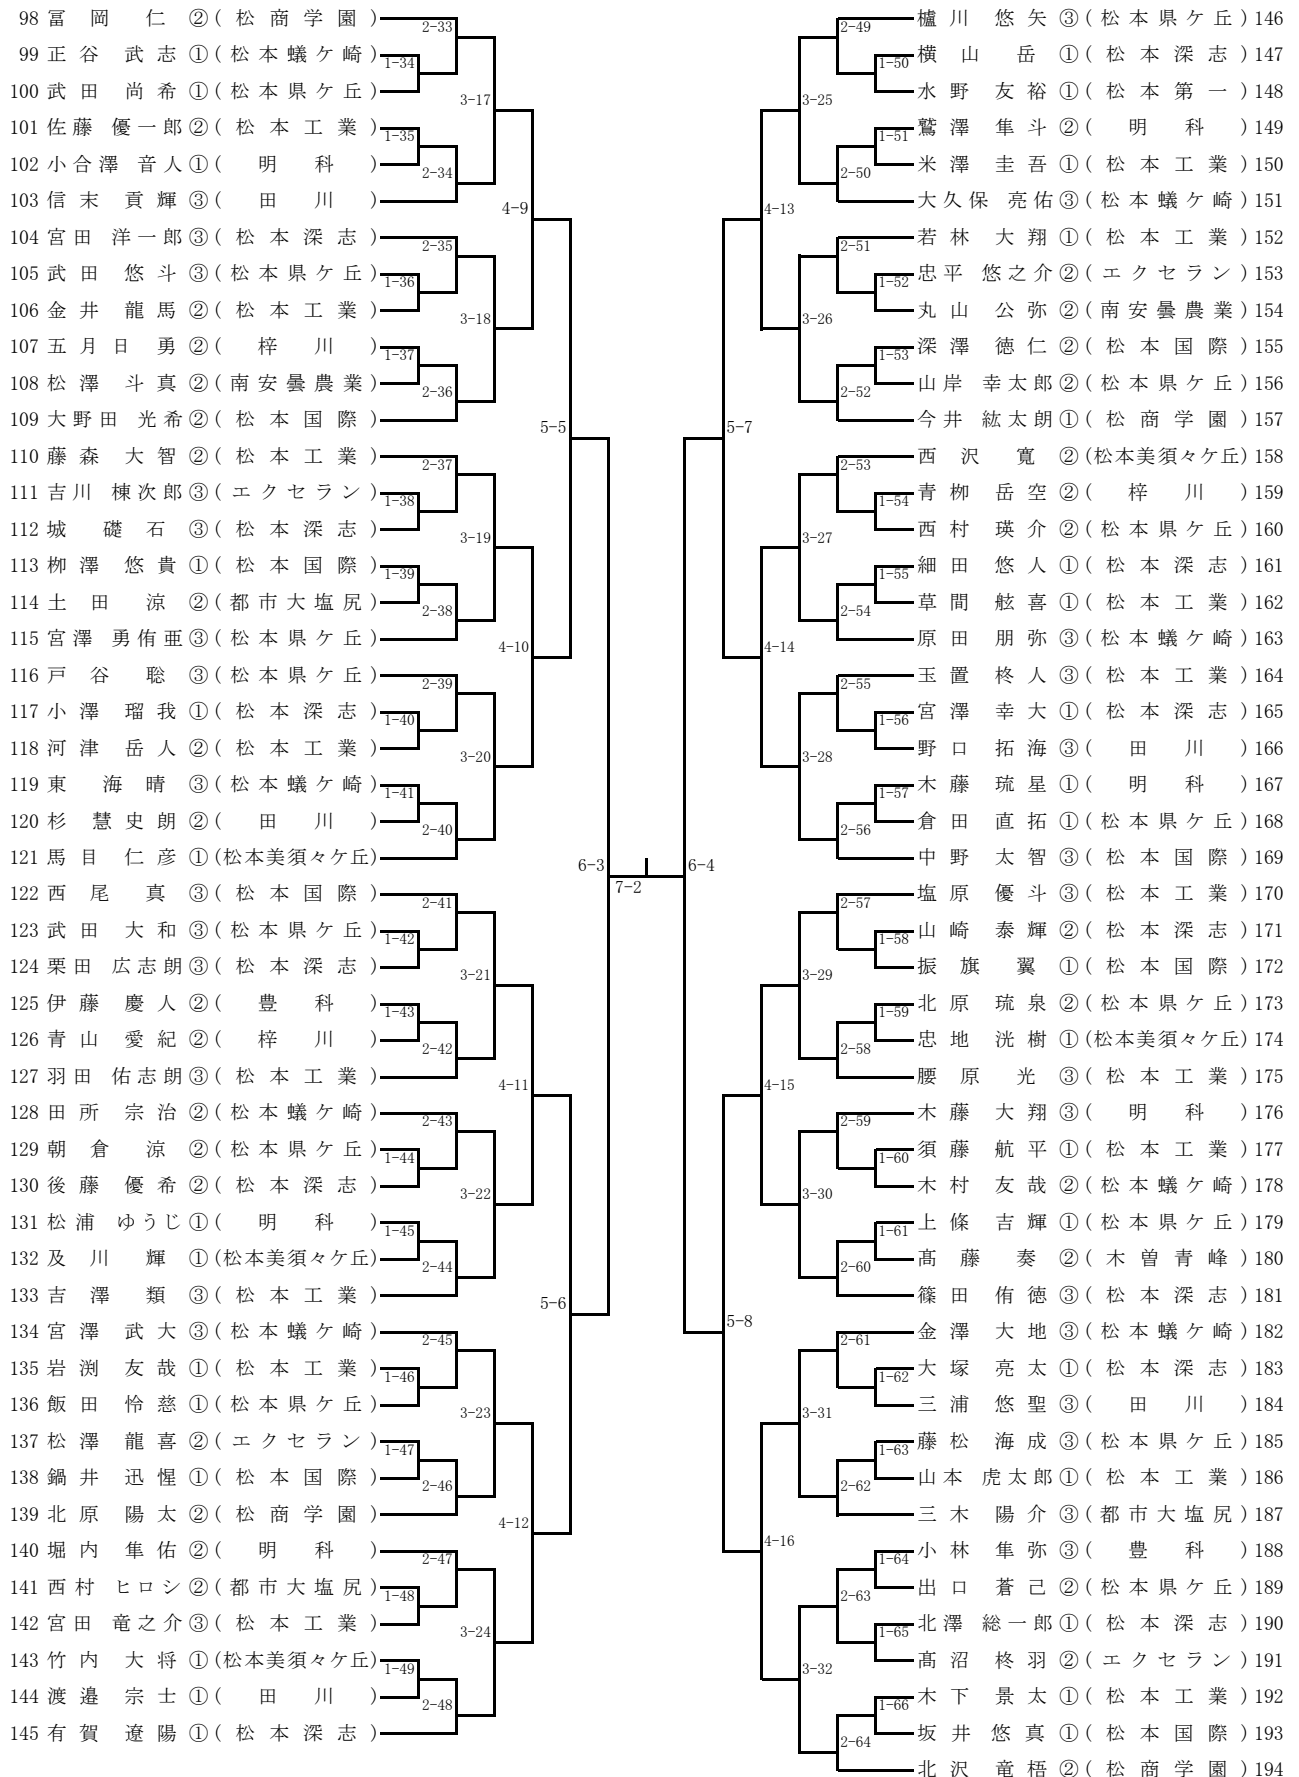 98 冨岡 仁 ② (松商学園)
99 正谷 武志 ① (松本蟻ケ崎)
100 武田 尚希 ① (松本県ケ丘)
101 佐藤 優一郎 ② (松本工業)
102 小合澤 音人 ① (明科)
103 信末 貢輝 ③ (田川)
104 宮田 洋一郎 ③ (松本深志)
105 武田 悠斗 ③ (松本県ケ丘)
106 金井 龍馬 ② (松本工業)
107 五月日 勇 ② (梓川)
108 松澤 斗真 ② (南安曇農業)
109 大野田 光希 ② (松本国際)
110 藤森 大智 ② (松本工業)
111 吉川 棟次郎 ③ (エクセラン)
112 城 礎石 ③ (松本深志)
113 栁澤 悠貴 ① (松本国際)
114 土田 涼 ② (都市大塩尻)
115 宮澤 勇侑亜 ③ (松本県ケ丘)
116 戸谷 聡 ③ (松本県ケ丘)
117 小澤 瑠我 ① (松本深志)
118 河津 岳人 ② (松本工業)
119 東 海晴 ③ (松本蟻ケ崎)
120 杉 慧史朗 ② (田川)
121 馬目 仁彦 ① (松本美須々ケ丘)
122 西尾 真 ③ (松本国際)
123 武田 大和 ③ (松本県ケ丘)
124 栗田 広志朗 ③ (松本深志)
125 伊藤 慶人 ② (豊科)
126 青山 愛紀 ② (梓川)
127 羽田 佑志朗 ③ (松本工業)
128 田所 宗治 ② (松本蟻ケ崎)
129 朝倉 涼 ② (松本県ケ丘)
130 後藤 優希 ② (松本深志)
131 松浦 ゆうじ ① (明科)
132 及川 輝 ① (松本美須々ケ丘)
133 吉澤 類 ③ (松本工業)
134 宮澤 武大 ③ (松本蟻ケ崎)
135 岩渕 友哉 ① (松本工業)
136 飯田 怜慈 ① (松本県ケ丘)
137 松澤 龍喜 ② (エクセラン)
138 鍋井 迅惺 ① (松本国際)
139 北原 陽太 ② (松商学園)
140 堀内 隼佑 ② (明科)
141 西村 ヒロシ ② (都市大塩尻)
142 宮田 竜之介 ③ (松本工業)
143 竹内 大将 ① (松本美須々ケ丘)
144 渡邉 宗士 ① (田川)
145 有賀 遼陽 ① (松本深志)
1-34
1-35
1-36
1-37
1-38
1-39
1-40
1-41
1-42
1-43
1-44
1-45
1-46
1-47
1-48
1-49
2-33
2-34
2-35
2-36
2-37
2-38
2-39
2-40
2-41
2-42
2-43
2-44
2-45
2-46
2-47
2-48
3-17
3-18
3-19
3-20
3-21
3-22
3-23
3-24
4-9
4-10
4-11
4-12
5-5
5-6
6-3
7-2
6-4
5-7
5-8
4-13
4-14
4-15
4-16
3-25
3-26
3-27
3-28
3-29
3-30
3-31
3-32
2-49
2-50
2-51
2-52
2-53
2-54
2-55
2-56
2-57
2-58
2-59
2-60
2-61
2-62
2-63
2-64
1-50
1-51
1-52
1-53
1-54
1-55
1-56
1-57
1-58
1-59
1-60
1-61
1-62
1-63
1-64
1-65
1-66
櫨川 悠矢 ③ (松本県ケ丘) 146
横山 岳 ① (松本深志) 147
水野 友裕 ① (松本第一) 148
鷲澤 隼斗 ② (明科) 149
米澤 圭吾 ① (松本工業) 150
大久保 亮佑 ③ (松本蟻ケ崎) 151
若林 大翔 ① (松本工業) 152
忠平 悠之介 ② (エクセラン) 153
丸山 公弥 ② (南安曇農業) 154
深澤 徳仁 ② (松本国際) 155
山岸 幸太郎 ② (松本県ケ丘) 156
今井 紘太朗 ① (松商学園) 157
西沢 寛 ② (松本美須々ケ丘) 158
青栁 岳空 ② (梓川) 159
西村 瑛介 ② (松本県ケ丘) 160
細田 悠人 ① (松本深志) 161
草間 舷喜 ① (松本工業) 162
原田 朋弥 ③ (松本蟻ケ崎) 163
玉置 柊人 ③ (松本工業) 164
宮澤 幸大 ① (松本深志) 165
野口 拓海 ③ (田川) 166
木藤 琉星 ① (明科) 167
倉田 直拓 ① (松本県ケ丘) 168
中野 太智 ③ (松本国際) 169
塩原 優斗 ③ (松本工業) 170
山崎 泰輝 ② (松本深志) 171
振旗 翼 ① (松本国際) 172
北原 琉泉 ② (松本県ケ丘) 173
忠地 洸樹 ① (松本美須々ケ丘) 174
腰原 光 ③ (松本工業) 175
木藤 大翔 ③ (明科) 176
須藤 航平 ① (松本工業) 177
木村 友哉 ② (松本蟻ケ崎) 178
上條 吉輝 ① (松本県ケ丘) 179
髙藤 奏 ② (木曽青峰) 180
篠田 侑徳 ③ (松本深志) 181
金澤 大地 ③ (松本蟻ケ崎) 182
大塚 亮太 ① (松本深志) 183
三浦 悠聖 ③ (田川) 184
藤松 海成 ③ (松本県ケ丘) 185
山本 虎太郎 ① (松本工業) 186
三木 陽介 ③ (都市大塩尻) 187
小林 隼弥 ③ (豊科) 188
出口 蒼己 ② (松本県ケ丘) 189
北澤 総一郎 ① (松本深志) 190
髙沼 柊羽 ② (エクセラン) 191
木下 景太 ① (松本工業) 192
坂井 悠真 ① (松本国際) 193
北沢 竜梧 ② (松商学園) 194